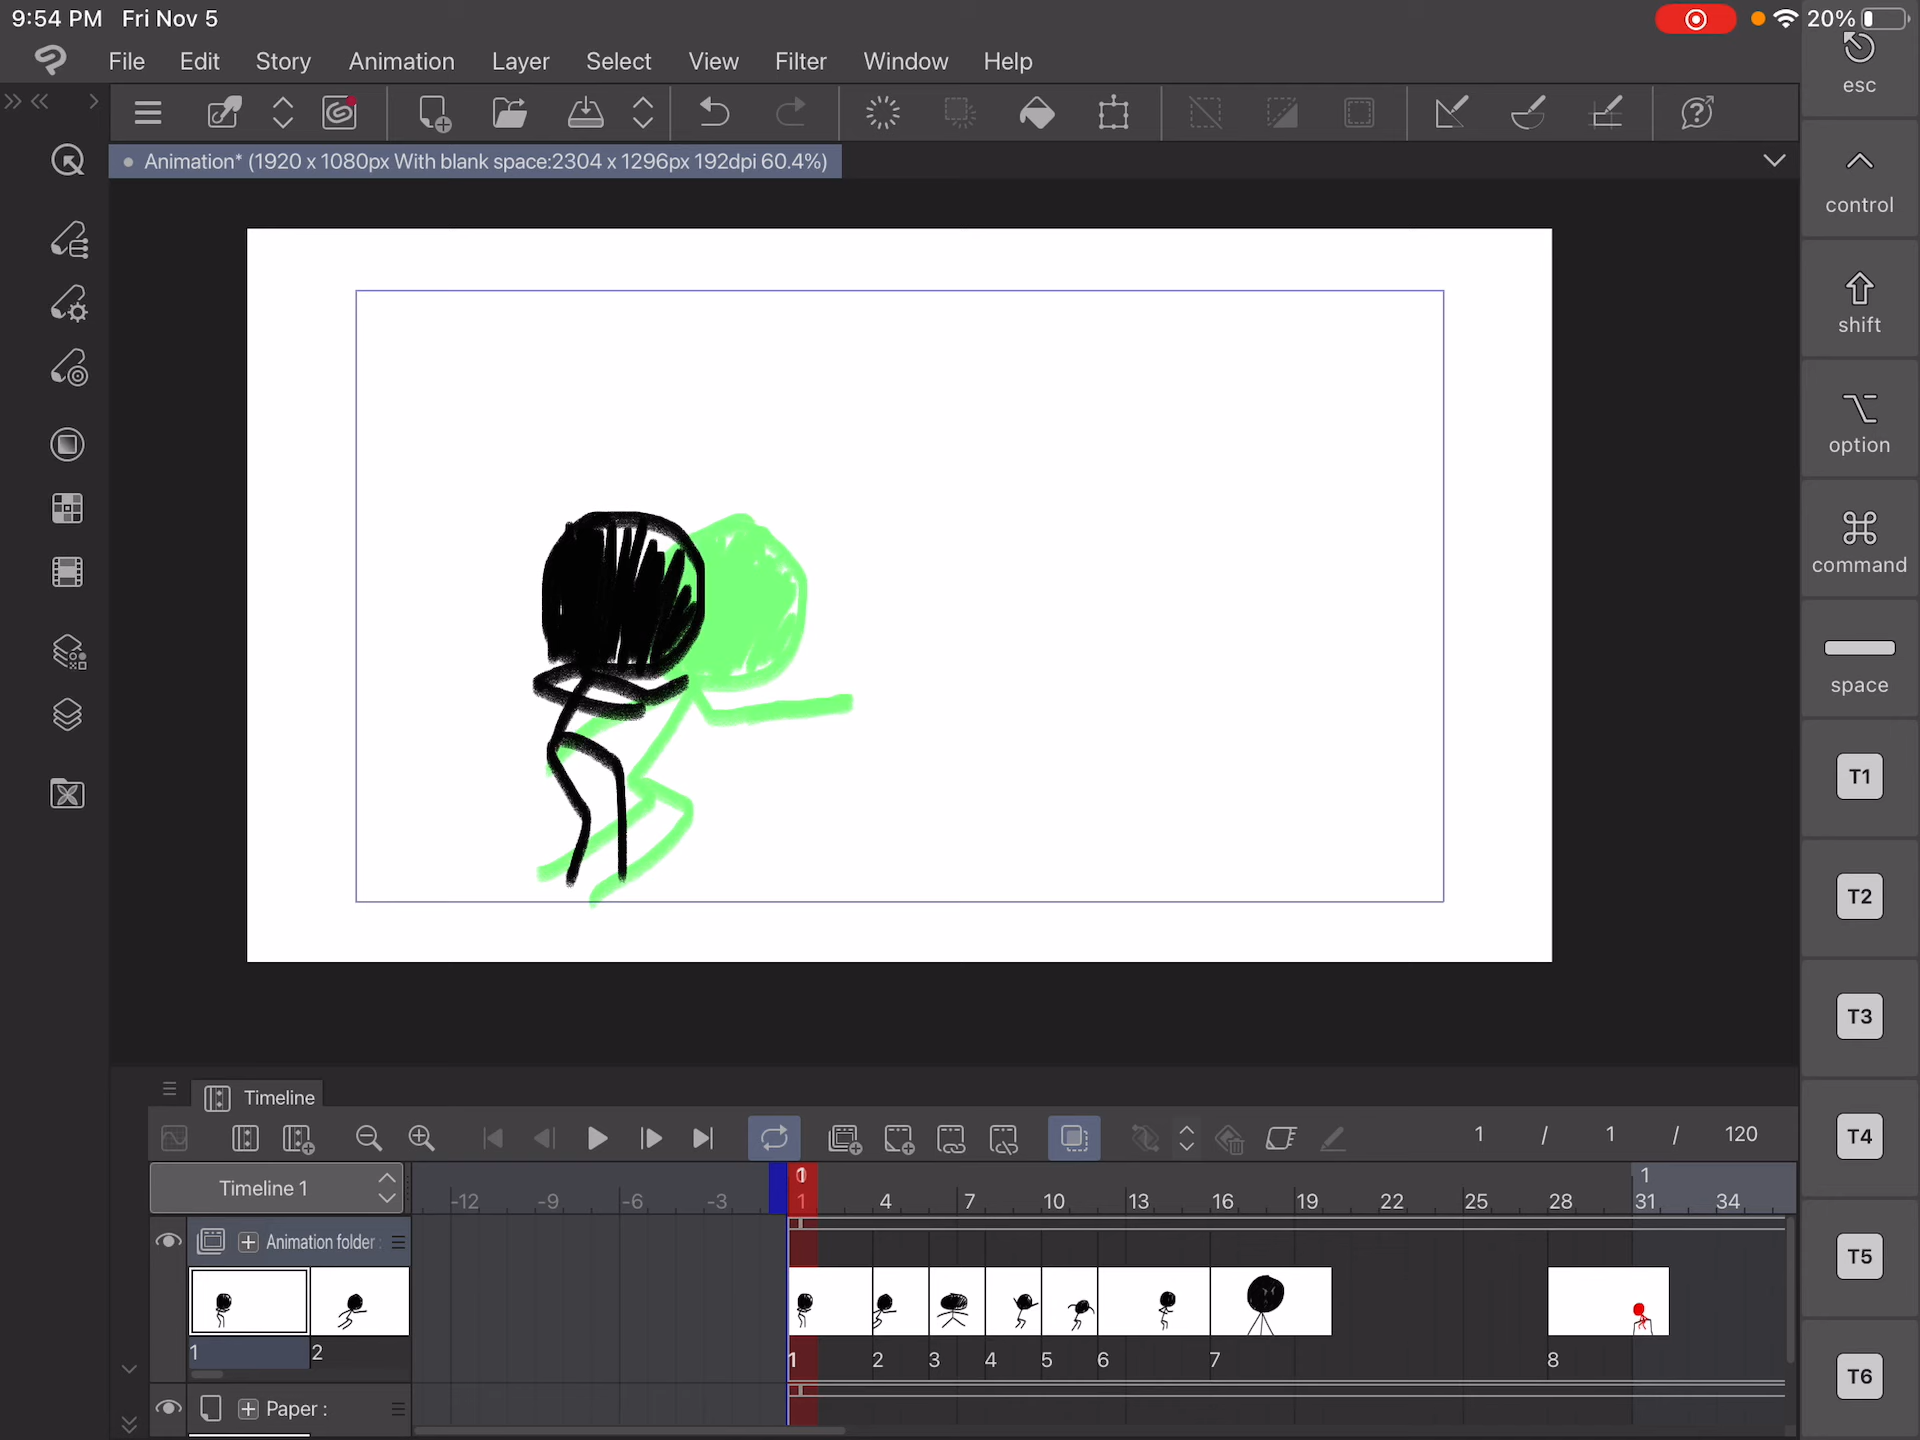 9:54 PM Fri Nov 5
20%
File Edit Story Animation Layer Select View Filter Window Help
esc
Animation* (1920 x 1080px With blank space:2304 x 1296px 192dpi 60.4%)
control
shift
option
command
space
T1
T2
T3
T4
T5
T6
Timeline
1 / 1 / 120
Timeline 1
1
-12 -9 -6 -3 1 4 7 10 13 16 19 22 25 28 31 34
Animation folder :
1 2
1 2 3 4 5 6 7 8
Paper :